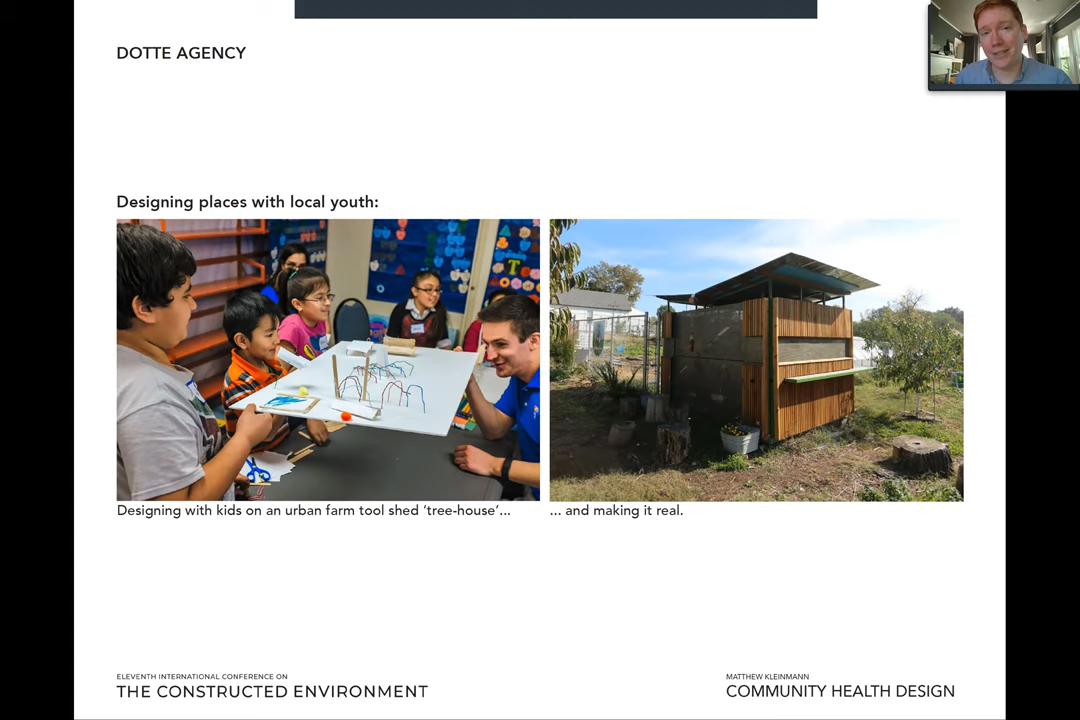 DOTTE AGENCY
Designing places with local youth:
Designing with kids on an urban farm tool shed ‘tree-house’...
... and making it real.
ELEVENTH INTERNATIONAL CONFERENCE ON
THE CONSTRUCTED ENVIRONMENT
MATTHEW KLEINMANN
COMMUNITY HEALTH DESIGN